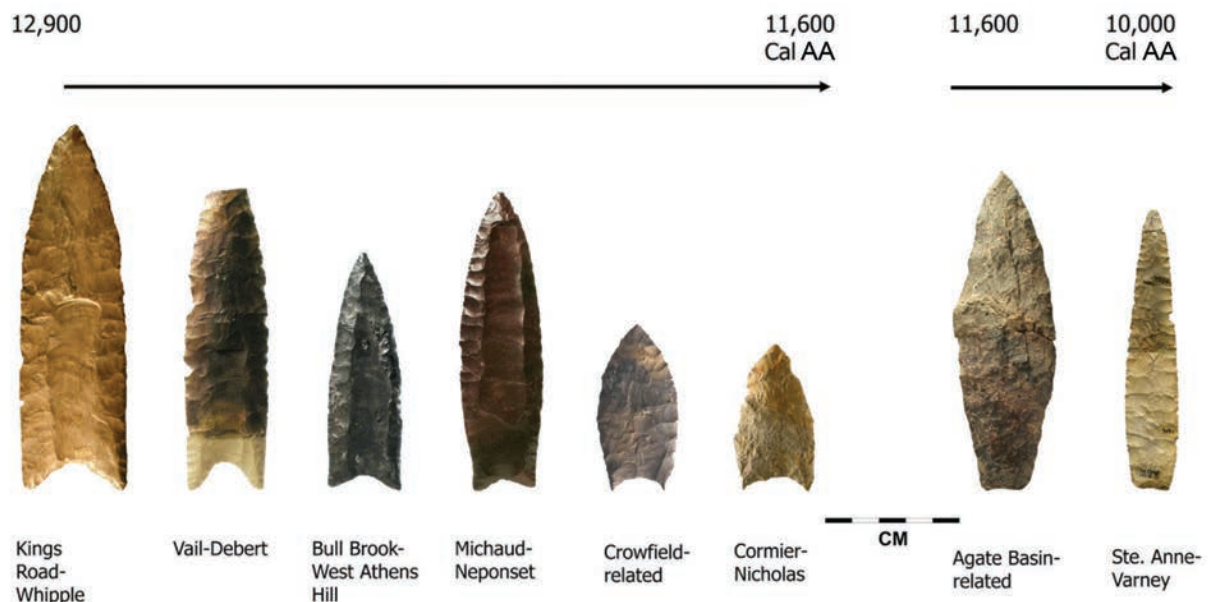 12,900
11,600
Cal AA
11,600
10,000
Cal AA
Kings
Road-
Whipple
Vail-Debert
Bull Brook-
West Athens
Hill
Michaud-
Neponset
Crowfield-
related
Cormier-
Nicholas
CM
Agate Basin-
related
Ste. Anne-
Varney